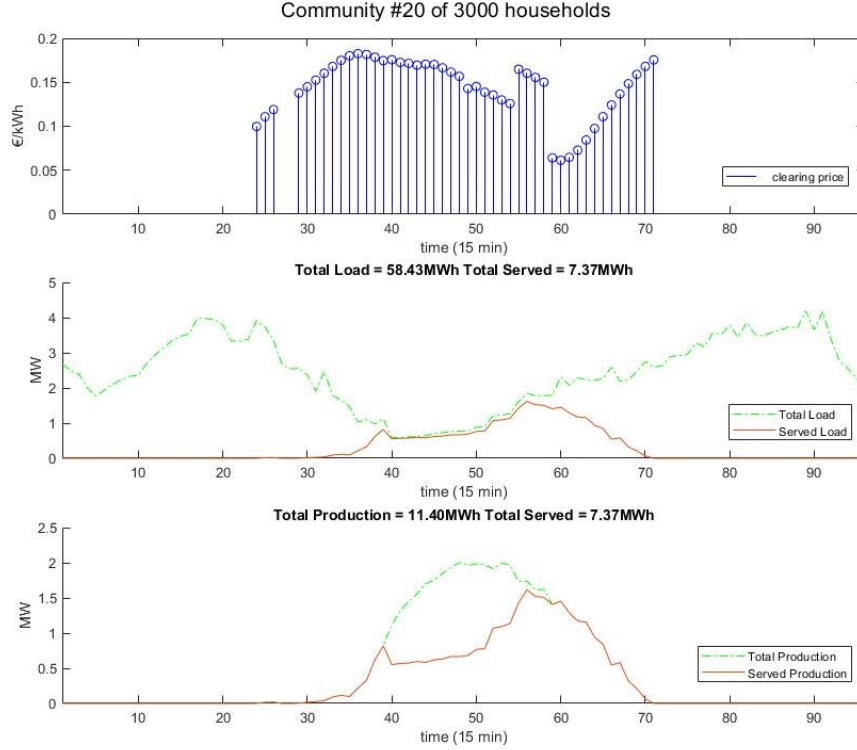 Community #20 of 3000 households
0.2
0.15
0.1
0.05
0
€/kWh
clearing price
10 20 30 40 50 60 70 80 90
time (15 min)
Total Load = 58.43MWh Total Served = 7.37MWh
5
4
3
2
1
0
MW
Total Load
Served Load
10 20 30 40 50 60 70 80 90
time (15 min)
Total Production = 11.40MWh Total Served = 7.37MWh
2.5
2
1.5
1
0.5
0
MW
Total Production
Served Production
10 20 30 40 50 60 70 80 90
time (15 min)